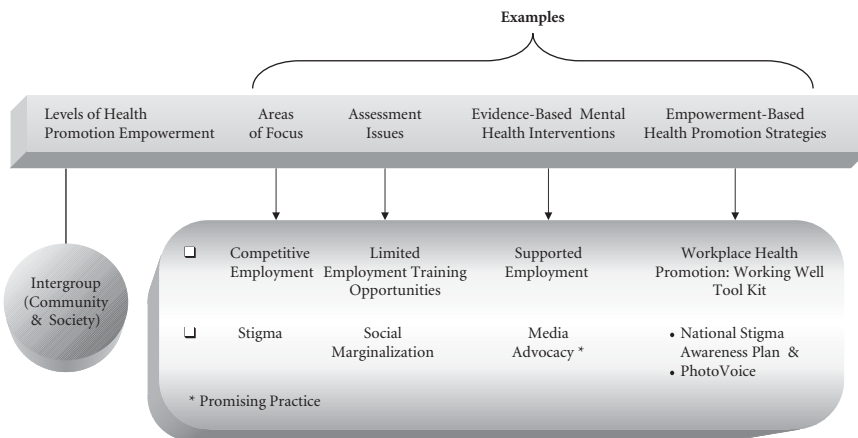 Examples
Levels of Health
Promotion Empowerment
Areas
of Focus
Assessment
Issues
Evidence-Based Mental
Health Interventions
Empowerment-Based
Health Promotion Strategies
Intergroup
(Community
& Society)
❑ Competitive
Employment
Limited
Employment Training
Opportunities
Supported
Employment
Workplace Health
Promotion: Working Well
Tool Kit
❑ Stigma
Social
Marginalization
Media
Advocacy *
• National Stigma
Awareness Plan &
• PhotoVoice
* Promising Practice